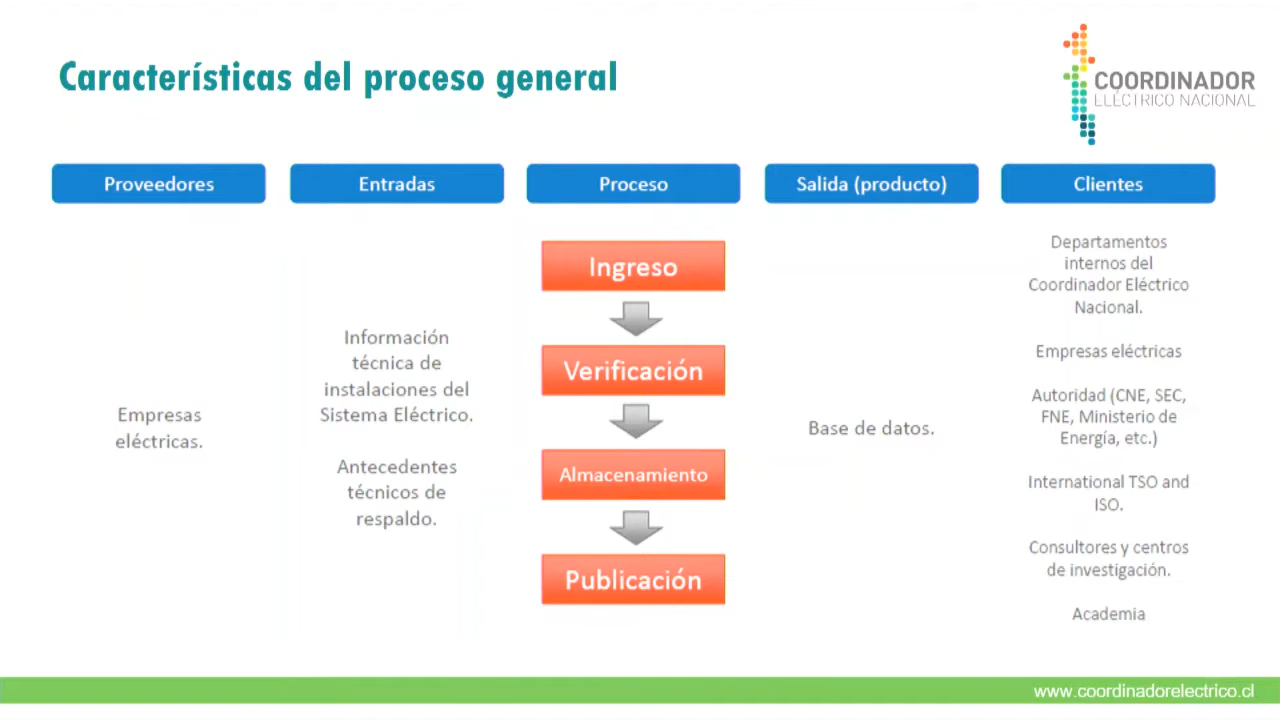 Características del proceso general
COORDINADOR
ELÉCTRICO NACIONAL
Proveedores
Entradas
Proceso
Salida (producto)
Clientes
Empresas
eléctricas.
Información
técnica de
instalaciones del
Sistema Eléctrico.
Antecedentes
técnicos de
respaldo.
Ingreso
Verificación
Almacenamiento
Publicación
Base de datos.
Departamentos
internos del
Coordinador Eléctrico
Nacional.
Empresas eléctricas
Autoridad (CNE, SEC,
FNE, Ministerio de
Energía, etc.)
International TSO and
ISO.
Consultores y centros
de investigación.
Academia
www.coordinadorelectrico.cl